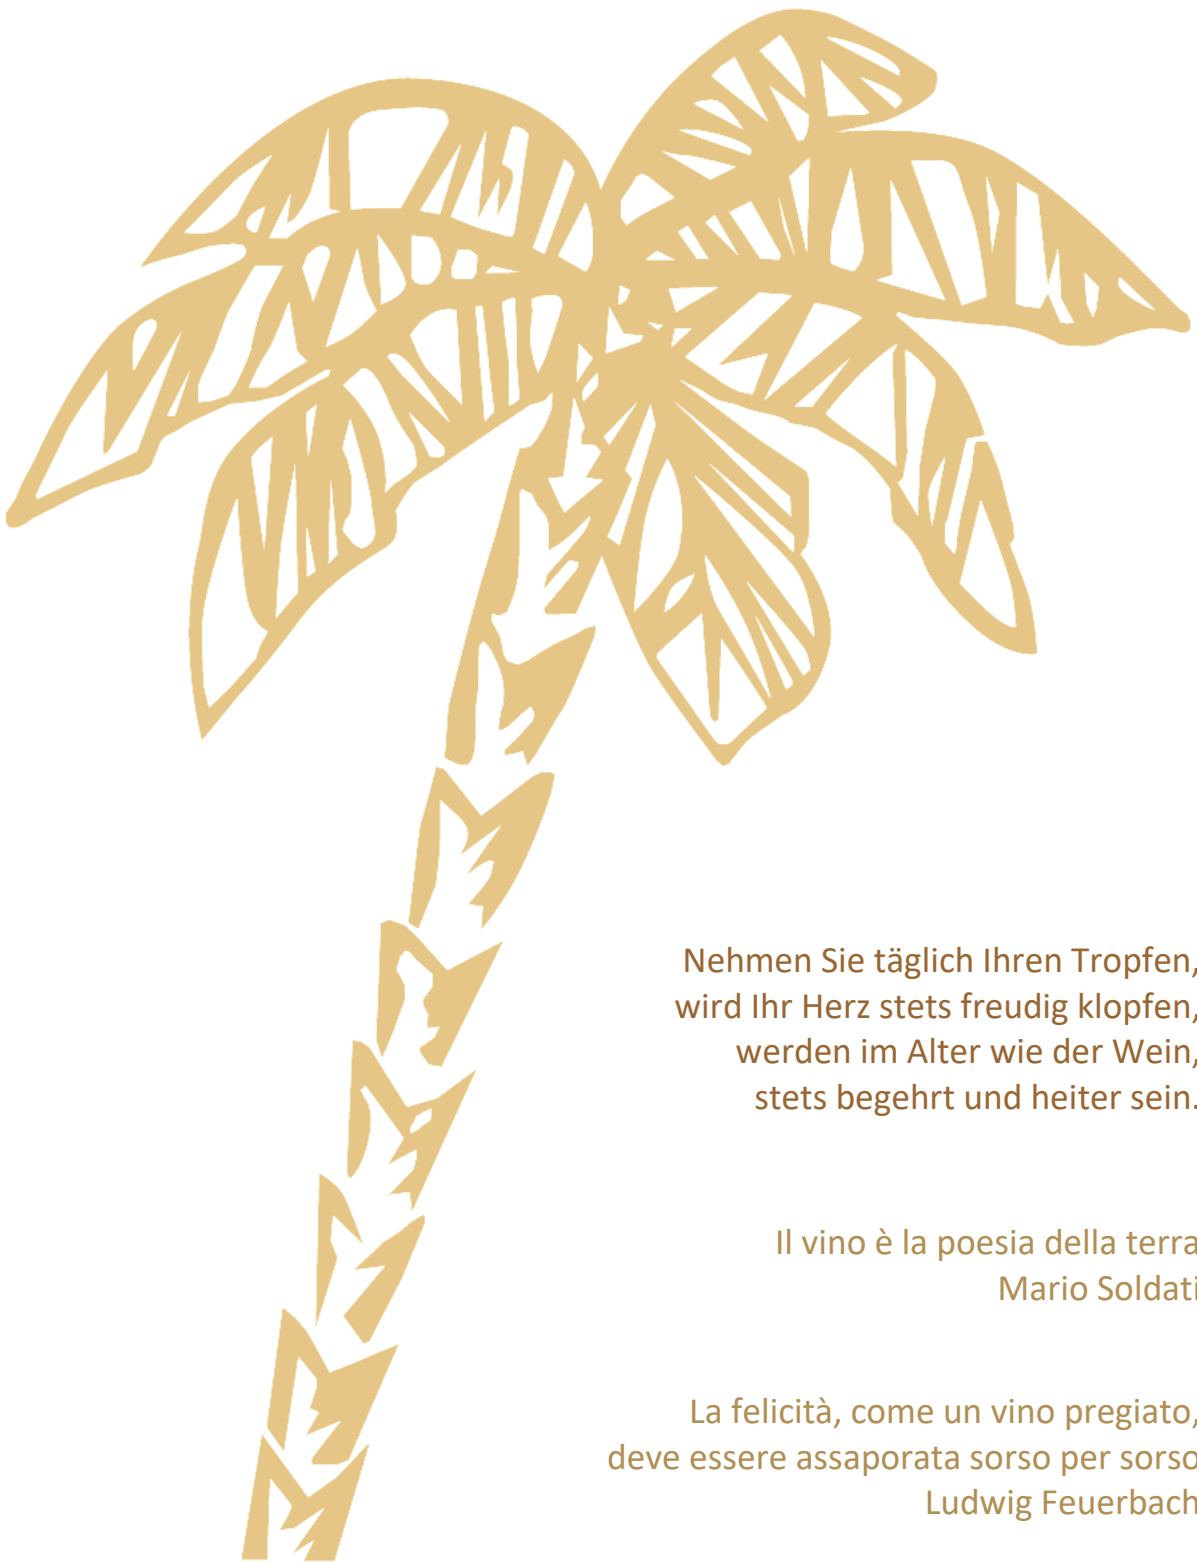 Nehmen Sie täglich Ihren Tropfen,
wird Ihr Herz stets freudig klopfen,
werden im Alter wie der Wein,
stets begehrt und heiter sein.
Il vino è la poesia della terra
Mario Soldati
La felicità, come un vino pregiato,
deve essere assaporata sorso per sorso
Ludwig Feuerbach